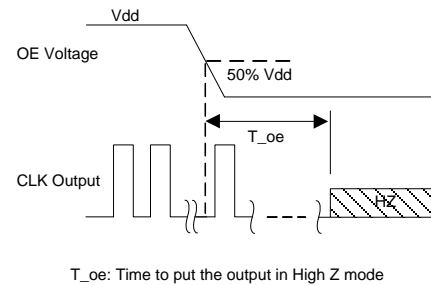 Vdd
OE Voltage
50% Vdd
T_oe
CLK Output
HZ
T_oe: Time to put the output in High Z mode